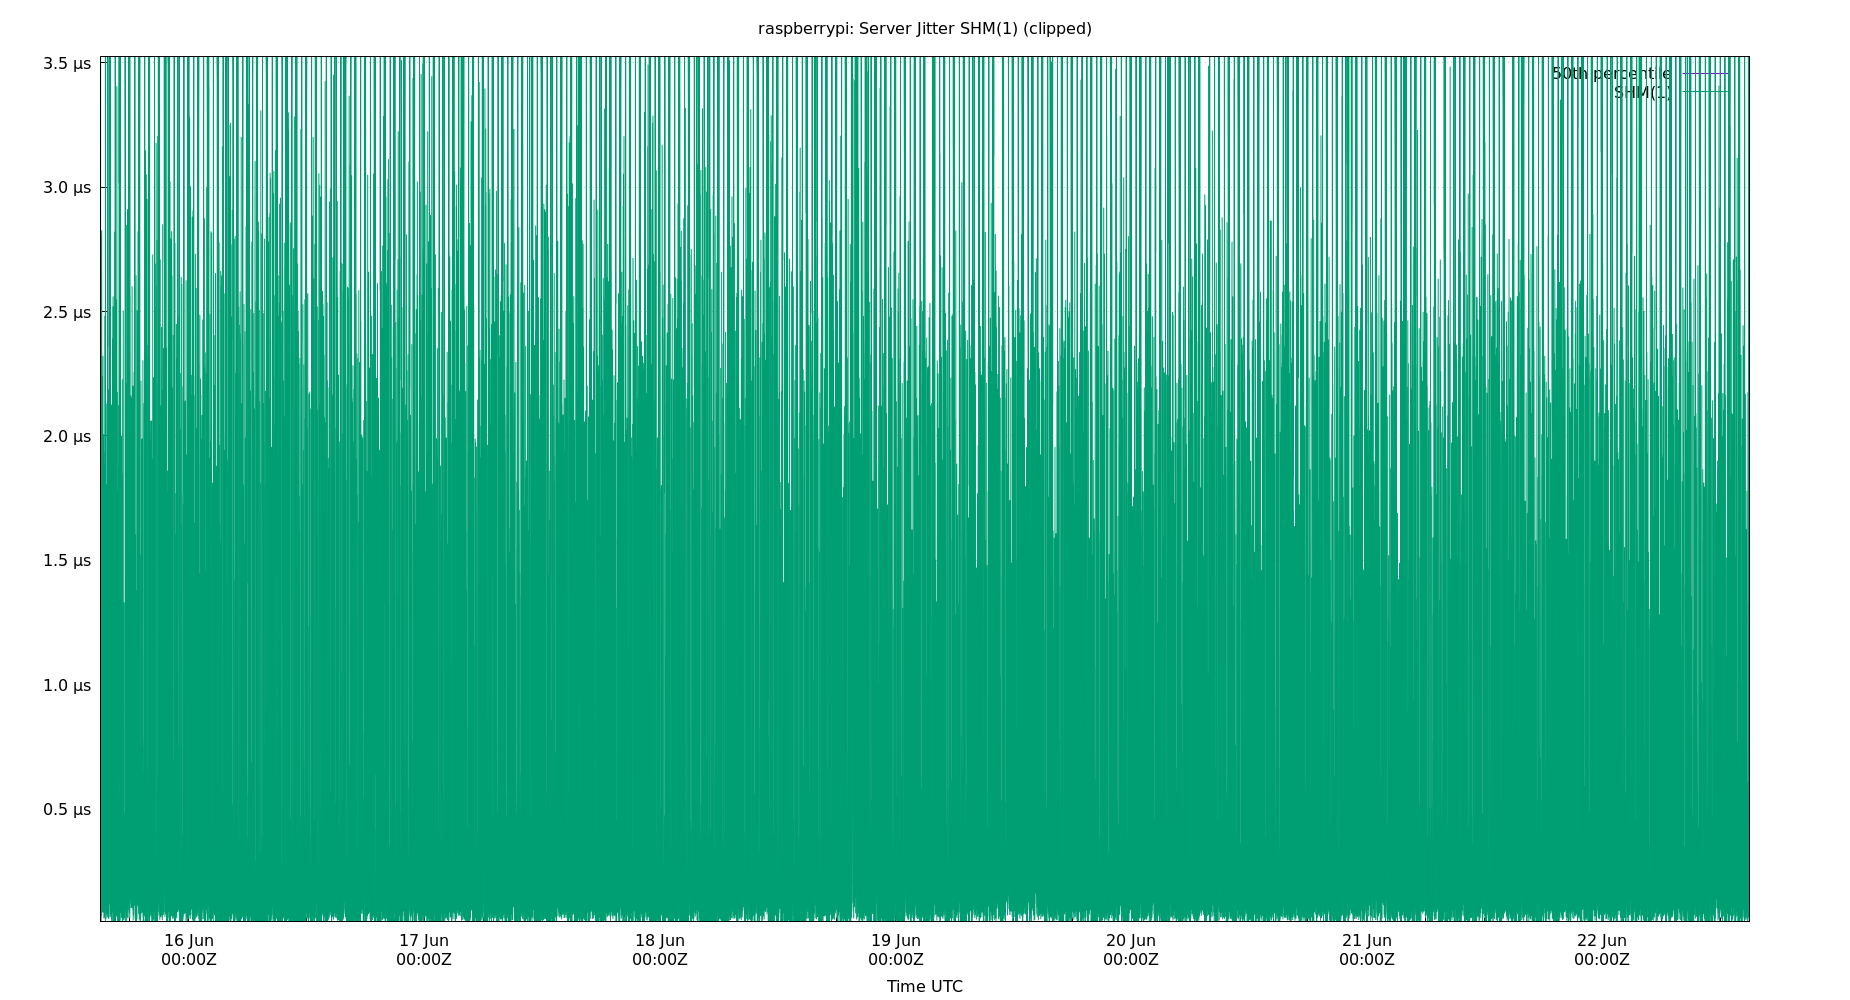 raspberrypi: Server Jitter SHM(1) (clipped)
3.5 µs
50th percentile
SHM(1)
3.0 µs
2.5 µs
2.0 µs
1.5 µs
1.0 µs
0.5 µs
16 Jun 17 Jun 18 Jun 19 Jun 20 Jun 21 Jun 22 Jun
00:00Z 00:00Z 00:00Z 00:00Z 00:00Z 00:00Z 00:00Z
Time UTC